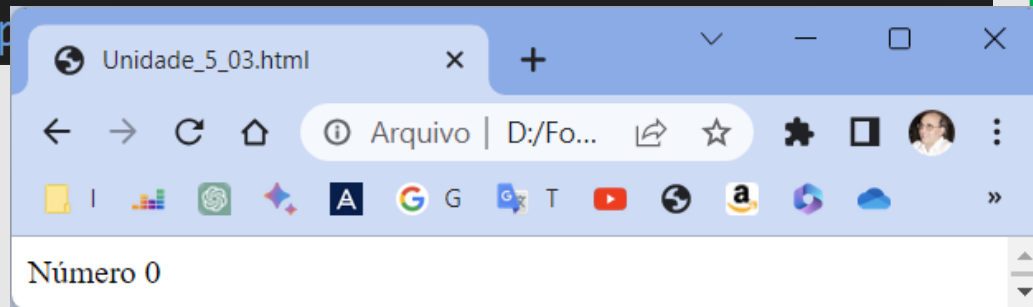 Unidade_5_03.html
Arquivo | D:/Fo...
I A G G T a »
Número 0